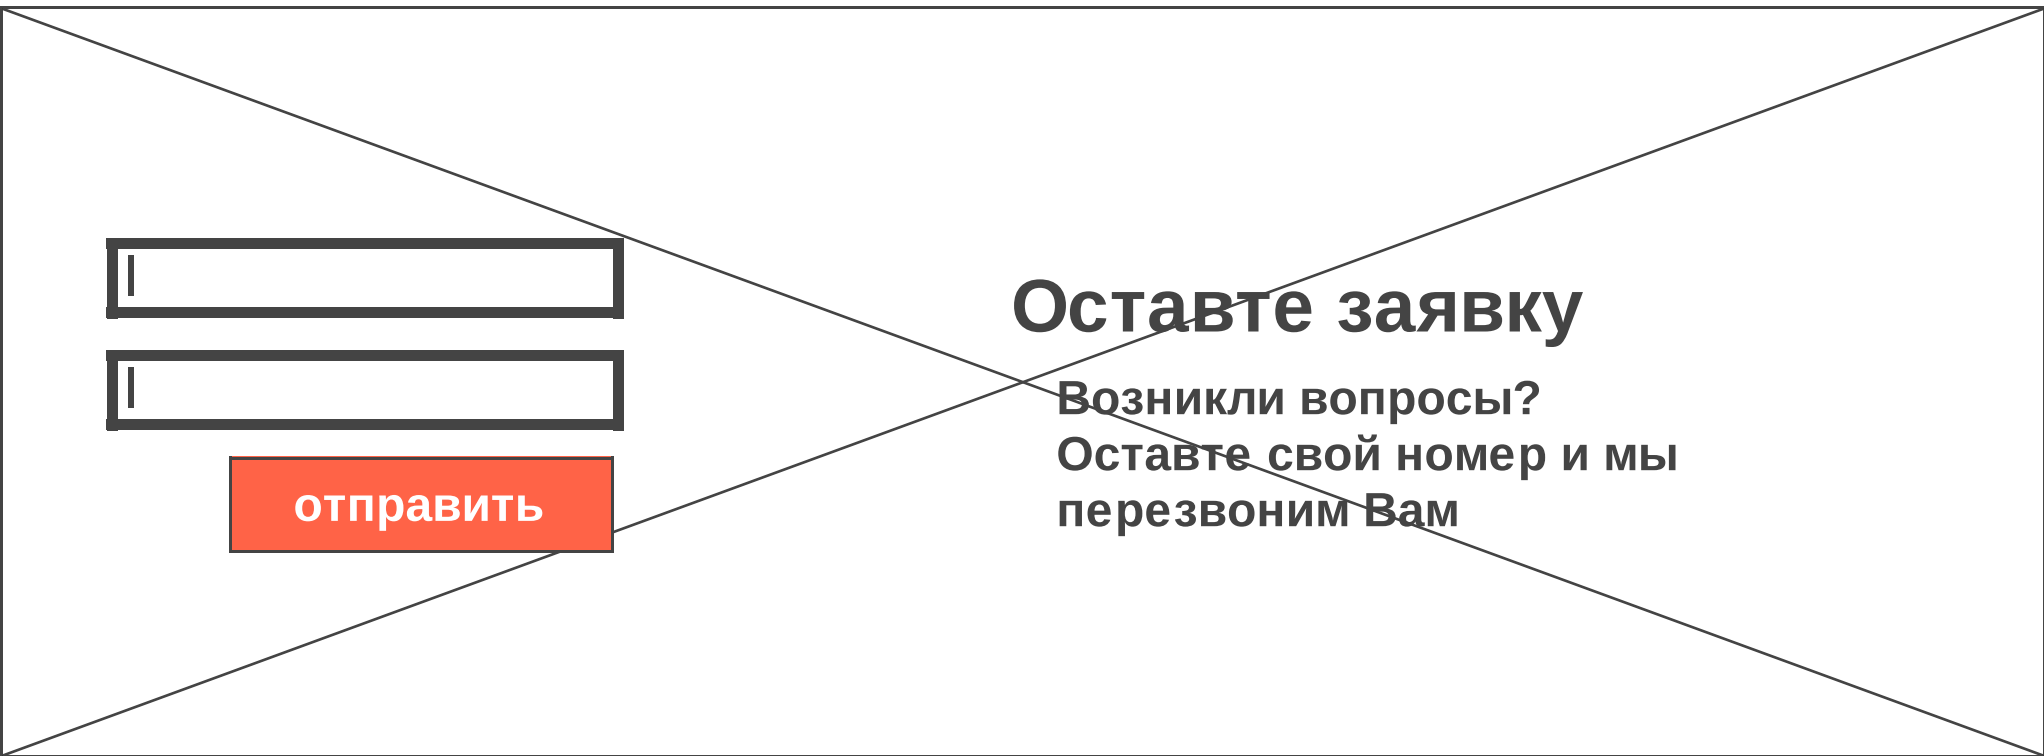 Оставте заявку
Возникли вопросы?
Оставте свой номер и мы
перезвоним Вам
отправить